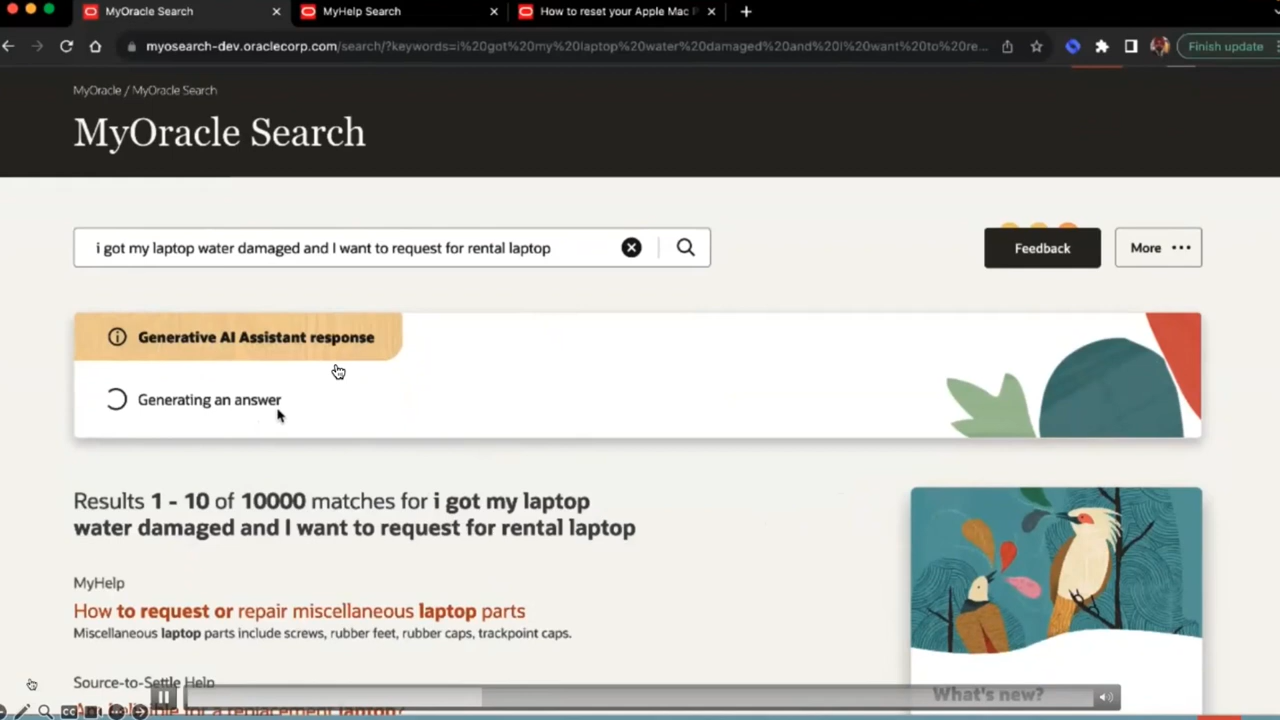 MyOracle Search
MyHelp Search
How to reset your Apple Mac
myosearch-dev.oraclecorp.com/search/?keywords=i%20got%20my%20laptop%20water%20damaged%20and%20I%20want%20to%20re...
Finish update
MyOracle / MyOracle Search
MyOracle Search
i got my laptop water damaged and I want to request for rental laptop
Feedback
More
Generative AI Assistant response
Generating an answer
Results 1 - 10 of 10000 matches for i got my laptop
water damaged and I want to request for rental laptop
MyHelp
How to request or repair miscellaneous laptop parts
Miscellaneous laptop parts include screws, rubber feet, rubber caps, trackpoint caps.
Source-to-Settle Help
What's new?
for a replacement laptop?